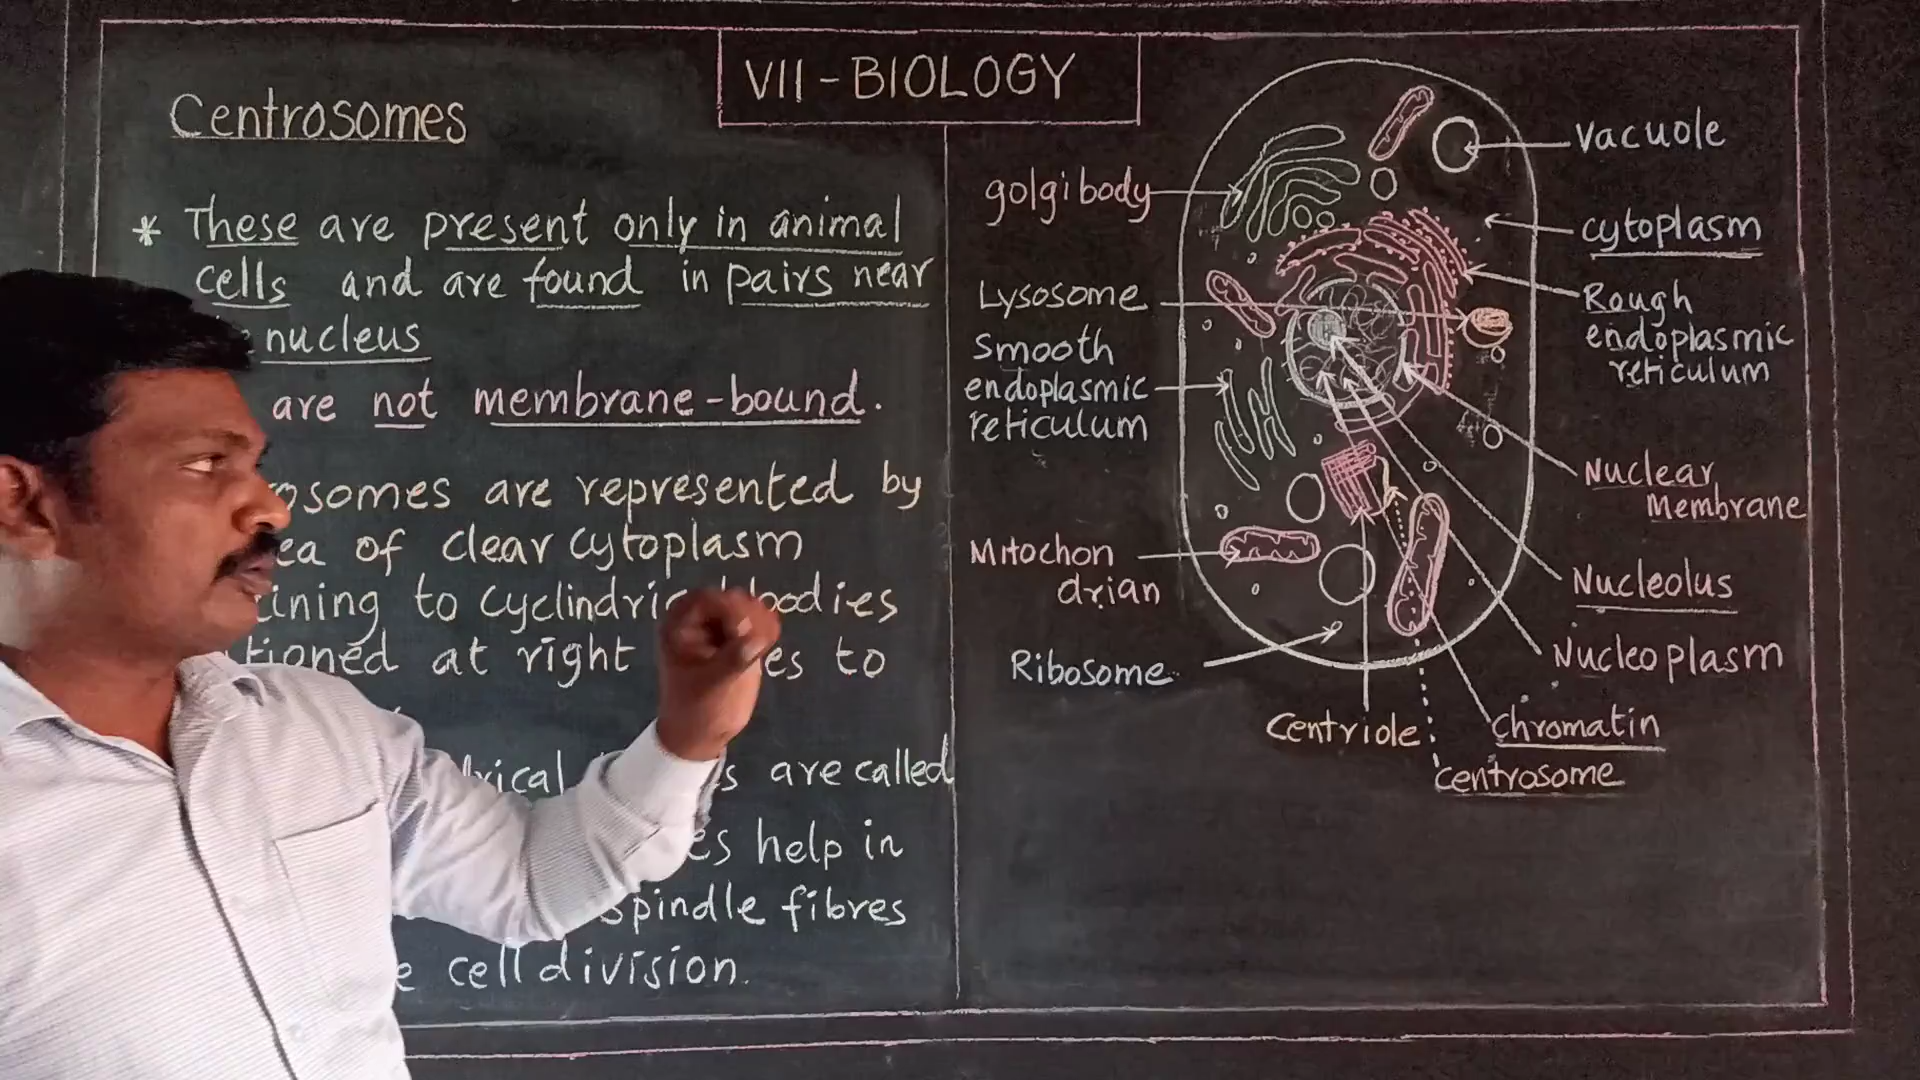 VII - BIOLOGY
Centrosomes
* These are present only in animal
cells and are found in pairs near
nucleus
are not membrane-bound.
osomes are represented by
ea of clear cytoplasm
ining to cyclindric bodies
tioned at right es to
rical s are called
es help in
spindle fibres
e cell division.
golgi body
Lysosome
Smooth
endoplasmic
reticulum
Mitochon
drian
Ribosome
Vacuole
cytoplasm
Rough
endoplasmic
reticulum
Nuclear
Membrane
Nucleolus
Nucleoplasm
Centriole
Chromatin
centrosome